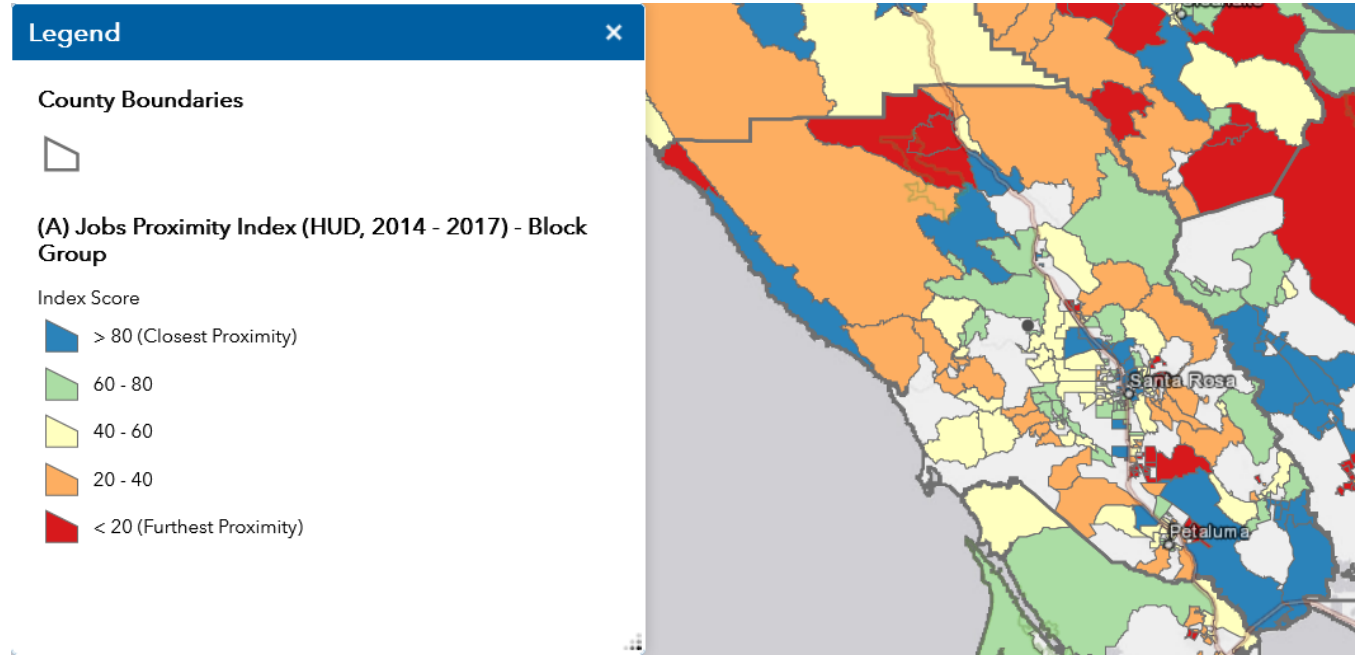 Legend
County Boundaries
(A) Jobs Proximity Index (HUD, 2014 - 2017) - Block
Group
Index Score
> 80 (Closest Proximity)
60 - 80
40 - 60
20 - 40
< 20 (Furthest Proximity)
Santa Rosa
Petaluma